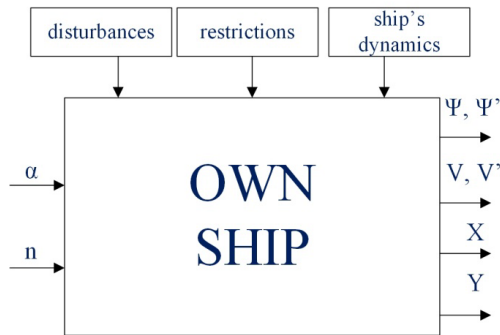 disturbances
restrictions
ship's
dynamics
Ψ, Ψ'
α
OWN
SHIP
V, V'
n
X
Y